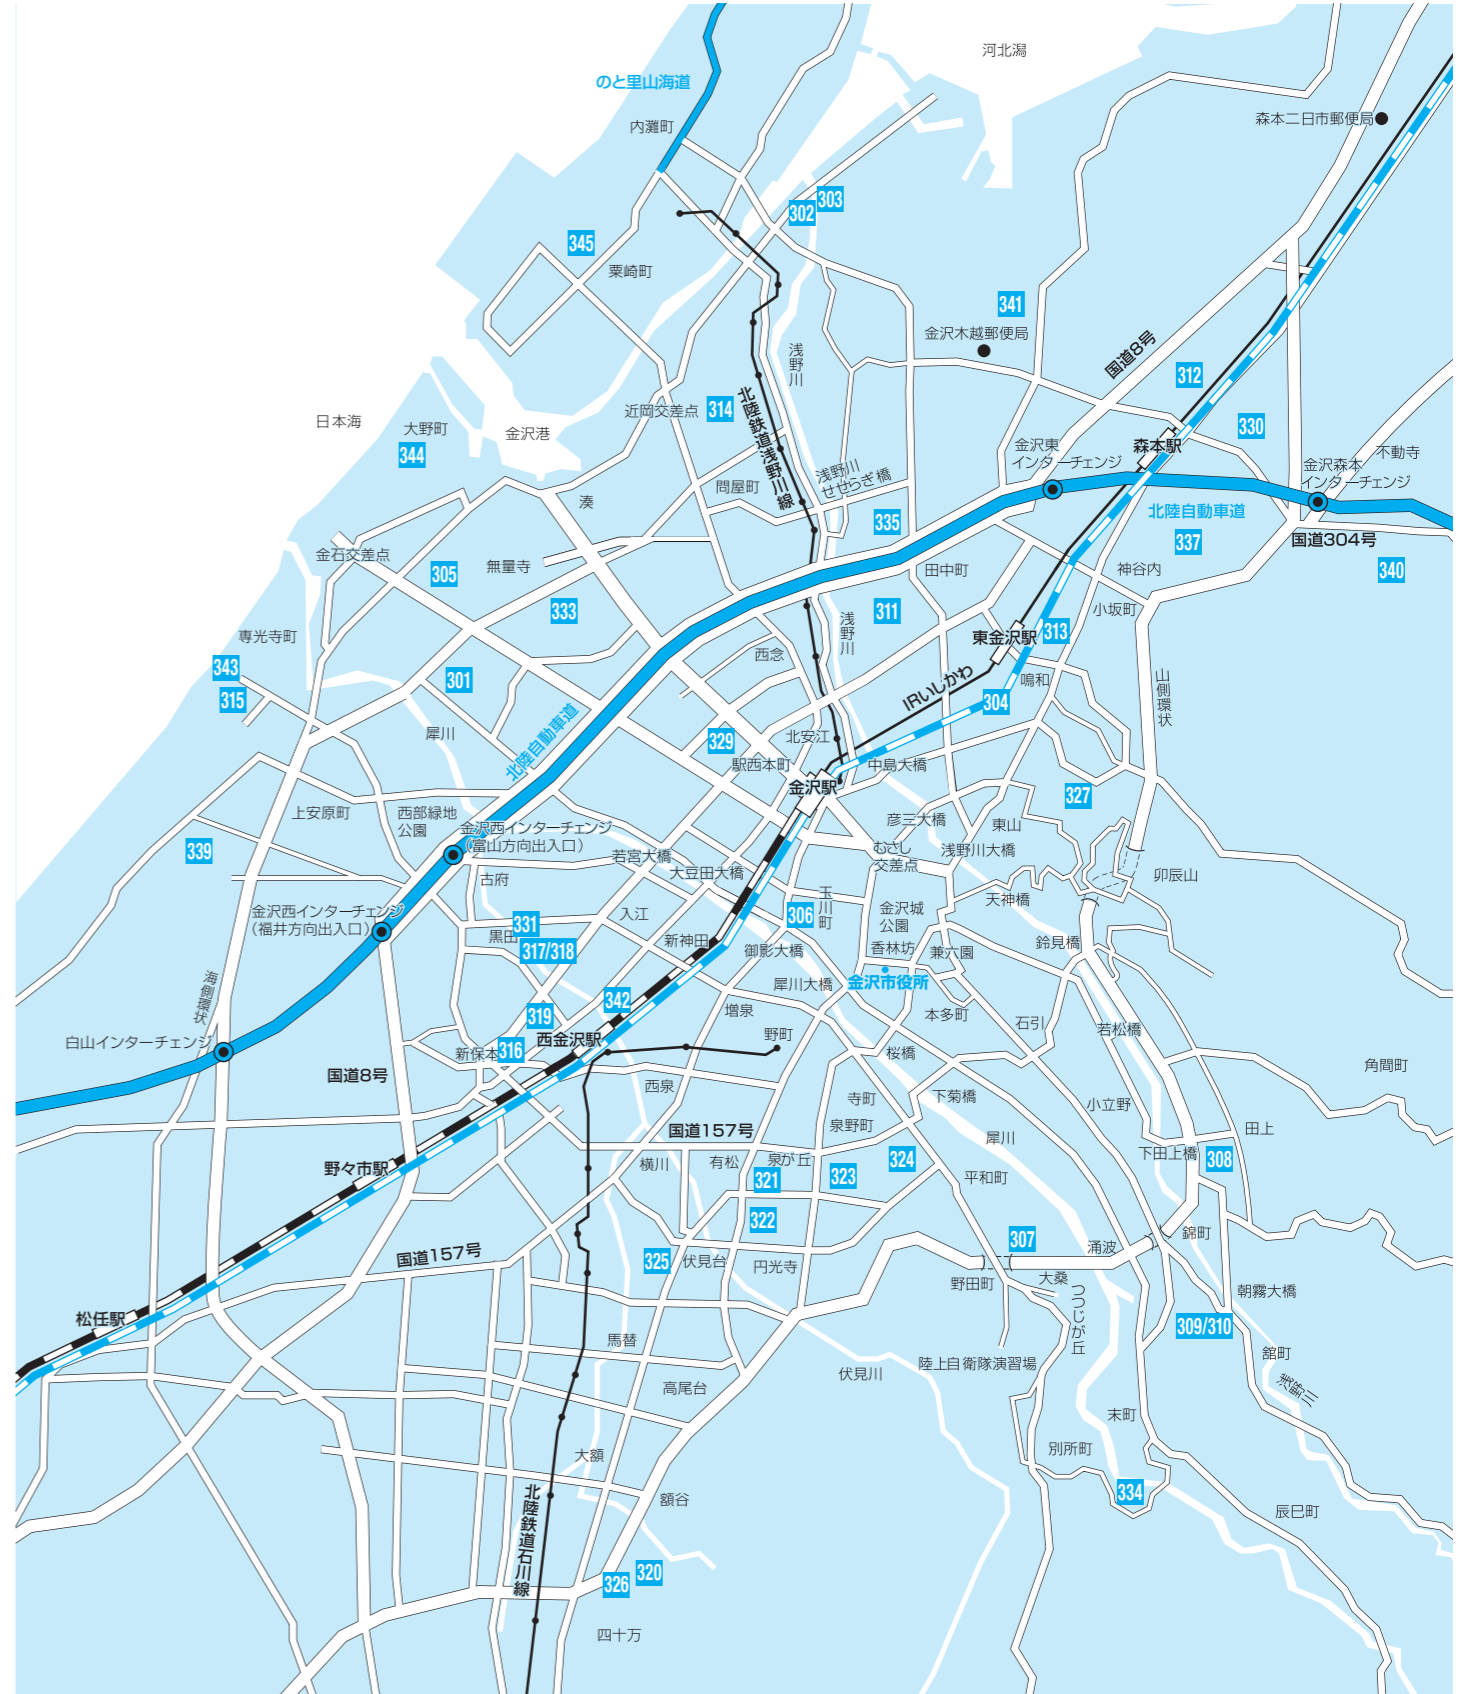 河北潟
のと里山海道
森本二日市郵便局
内灘町
303
302
345
粟崎町
341
金沢木越郵便局
浅野川
国道8号
312
北陸鉄道浅野川線
近岡交差点
314
日本海
大野町
金沢港
330
344
金沢東
インターチェンジ
森本駅
不動寺
金沢森本
インターチェンジ
浅野川
せせらぎ橋
問屋町
湊
335
北陸自動車道
337
国道304号
340
金石交差点
305
無量寺
田中町
神谷内
333
311
小坂町
浅野川
専光寺町
東金沢駅
313
西念
343
301
鳴和
山側環状
315
IRいしかわ
304
北陸自動車道
犀川
329
北安江
駅西本町
中島大橋
金沢駅
327
上安原町
西部緑地
公園
金沢西インターチェンジ
（富山方向出入口）
彦三大橋
東山
むさし
交差点
浅野川大橋
339
若宮大橋
大豆田大橋
卯辰山
古府
玉川町
天神橋
金沢西インターチェンジ
（福井方向出入口）
306
金沢城
公園
入江
331
黒田
新神田
317/318
御影大橋
香林坊
兼六園
鈴見橋
海側環状
金沢市役所
犀川大橋
342
319
増泉
本多町
石引
若松橋
白山インターチェンジ
西金沢駅
野町
新保本
316
桜橋
角間町
国道8号
西泉
寺町
下菊橋
小立野
泉野町
国道157号
犀川
田上
下田上橋
308
野々市駅
横川
有松
泉が丘
324
321
323
平和町
322
307
錦町
国道157号
325
伏見台
円光寺
涌波
野田町
大桑
つつじが丘
朝霧大橋
松任駅
309/310
馬替
陸上自衛隊演習場
伏見川
舘町
浅野川
高尾台
末町
別所町
大額
334
北陸鉄道石川線
額谷
辰巳町
320
326
四十万